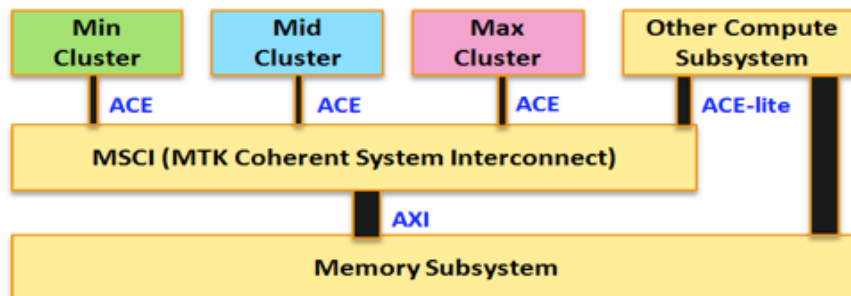 Min
Cluster
Mid
Cluster
Max
Cluster
Other Compute
Subsystem
ACE
ACE
ACE
ACE-lite
MSCI (MTK Coherent System Interconnect)
AXI
Memory Subsystem